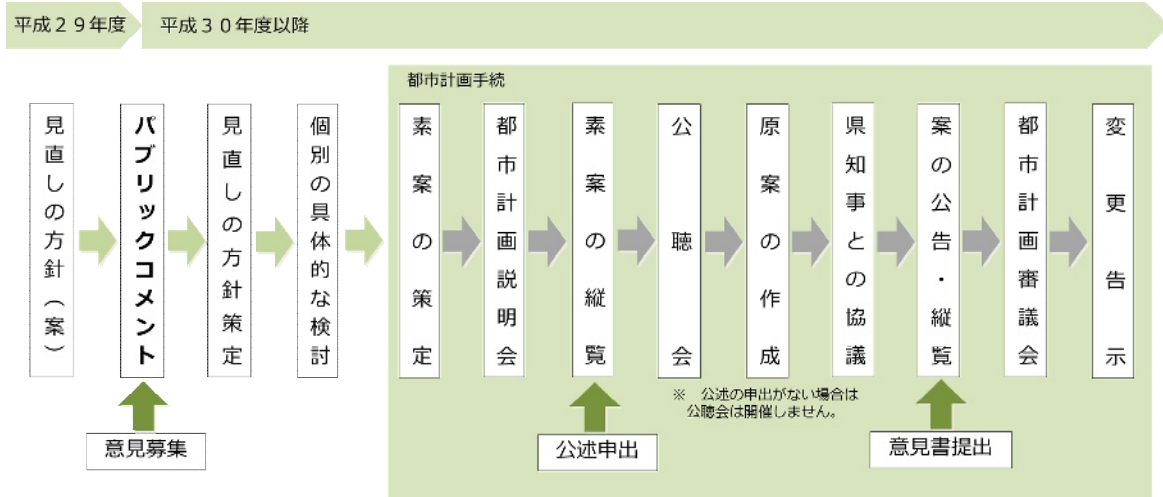 平成２９年度
平成３０年度以降
都市計画手続
見直しの方針（案）
パブリックコメント
見直しの方針策定
個別の具体的な検討
素案の策定
都市計画説明会
素案の縦覧
公聴会
原案の作成
県知事との協議
案の公告・縦覧
都市計画審議会
変更告示
※　公述の申出がない場合は
公聴会は開催しません。
意見募集
公述申出
意見書提出